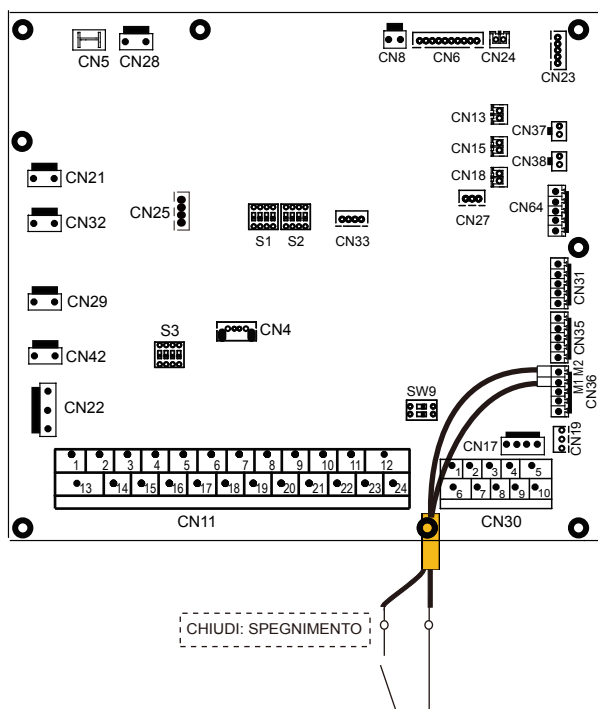 CN5 CN28 CN8 CN6 CN24 CN23
CN13 CN37
CN15 CN38
CN18
CN21
CN32 CN25 S1 S2 CN33 CN27 CN64
CN31
CN29
CN35
S3 CN4
CN42
M1 M2 CN36
CN22 SW9
CN17 CN19
1 2 3 4 5 6 7 8 9 10 11 12
13 14 15 16 17 18 19 20 21 22 23 24
CN11
1 2 3 4 5
6 7 8 9 10
CN30
CHIUDI: SPEGNIMENTO